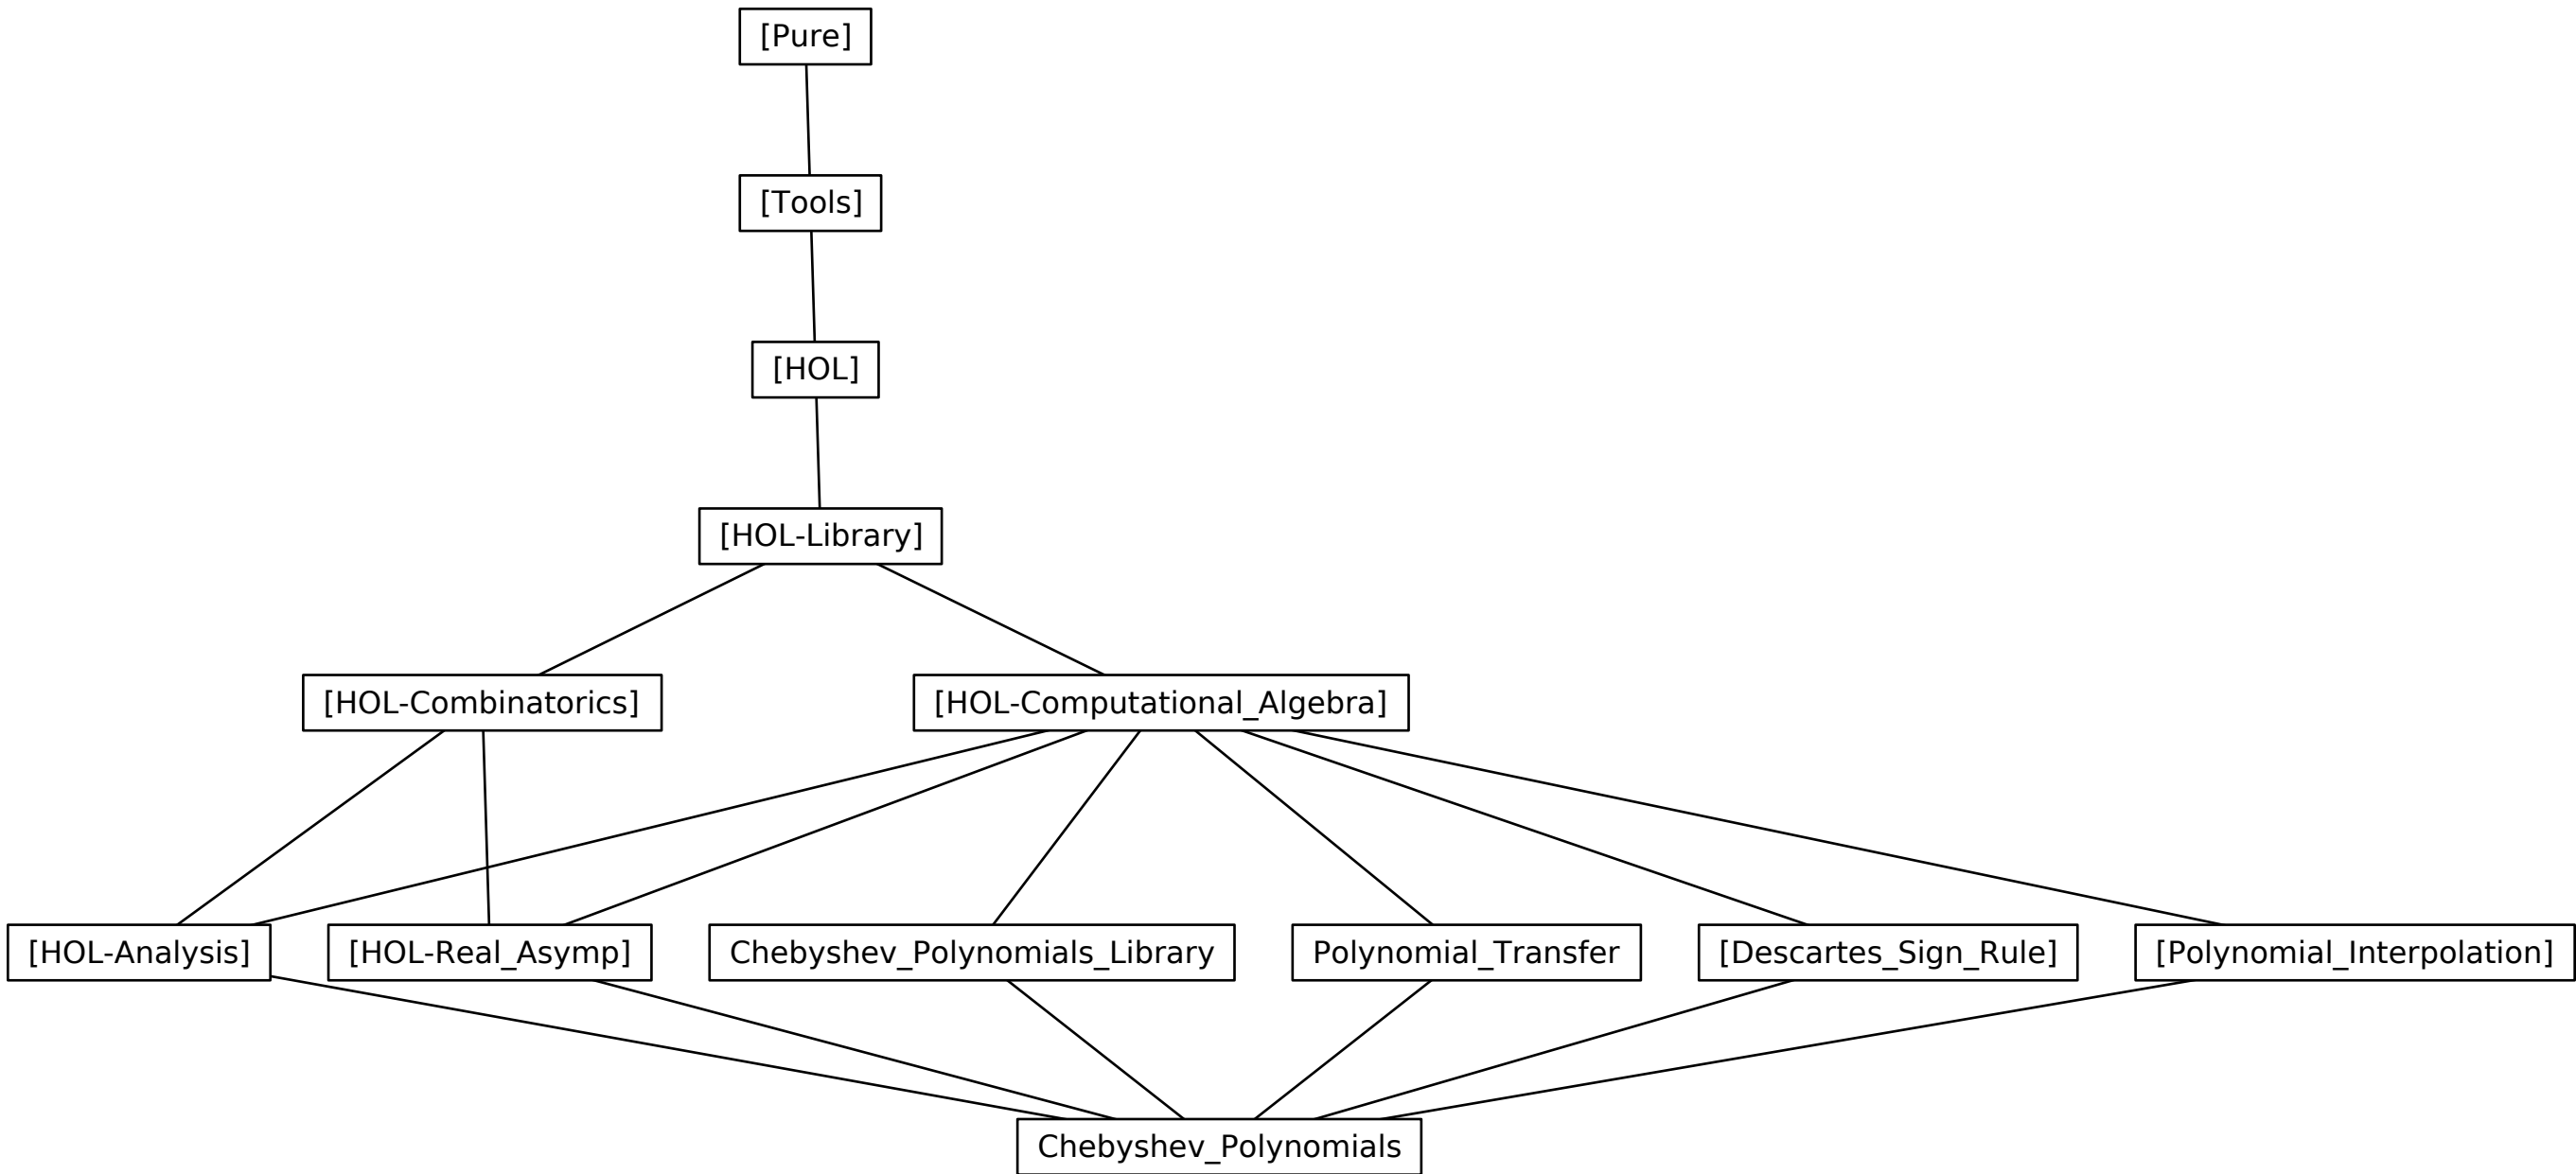 [Pure]
[Tools]
[HOL]
[HOL-Library]
[HOL-Combinatorics]
[HOL-Computational_Algebra]
[HOL-Analysis]
[HOL-Real_Asymp]
Chebyshev_Polynomials_Library
Polynomial_Transfer
[Descartes_Sign_Rule]
[Polynomial_Interpolation]
Chebyshev_Polynomials